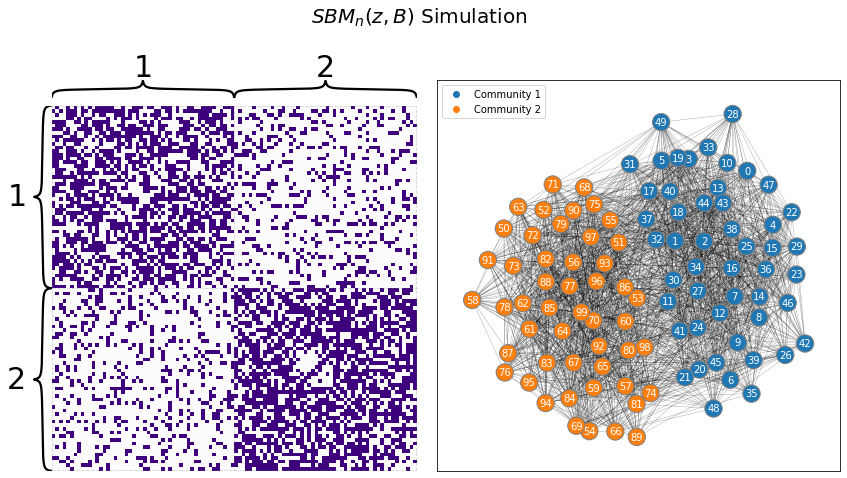 SBMₙ(z, B) Simulation
1 2
1
2
Community 1
Community 2
49 28
33
31 5 19 3 10 0
71 68 17 40 13 47
63 52 90 75 18 44 43 22
50 72 79 55 37 38 4
97 51 32 1 2 25 15 29
91 73 82 56 93 34 16 36 23
88 77 96 86 30 27
58 78 62 85 99 53 11 7 14 46
61 64 70 60 41 24 12 8
87 83 67 92 80 98 9 42
76 95 65 20 45 39 26
94 84 59 57 74 21 6 35
81 48
69 54 66 89